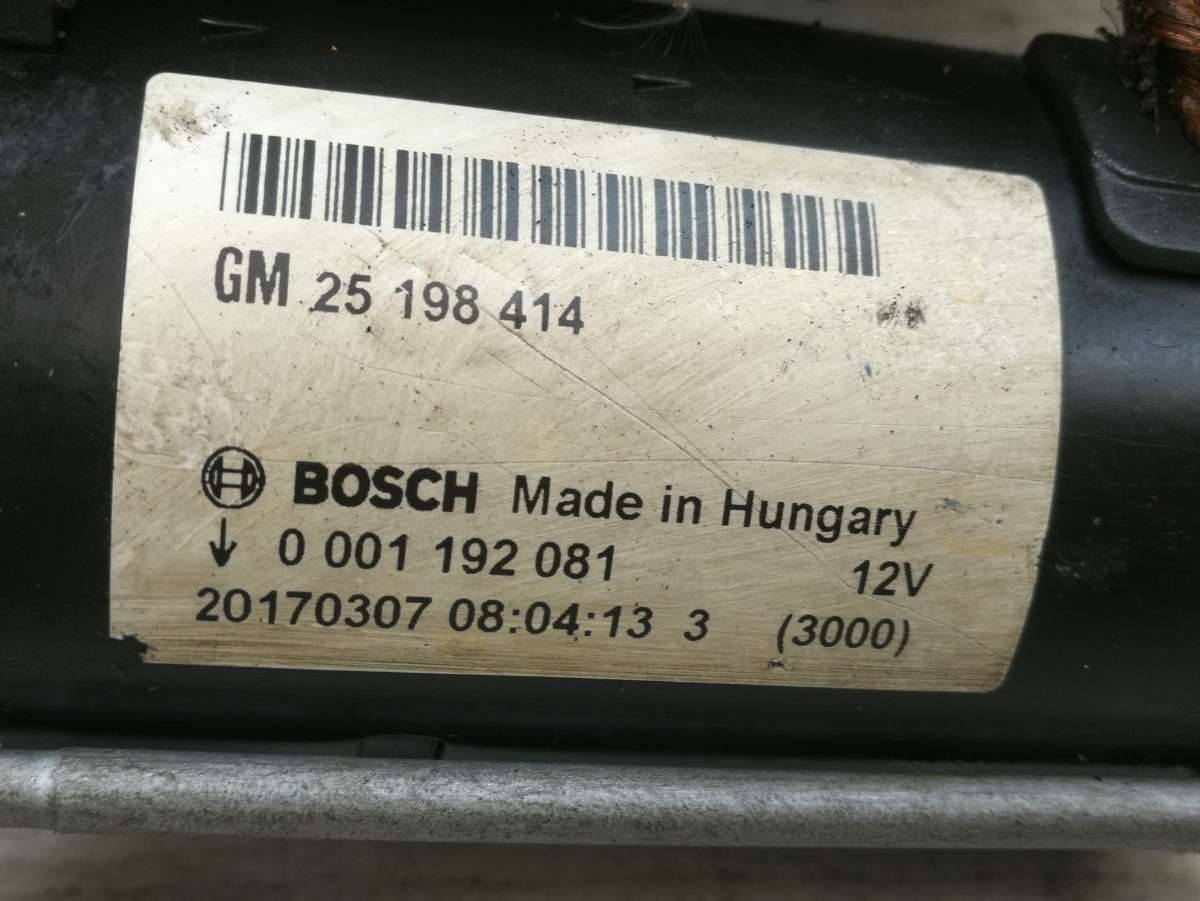 GM 25 198 414
BOSCH Made in Hungary
↓ 0 001 192 081 12V
20170307 08:04:13 3 (3000)